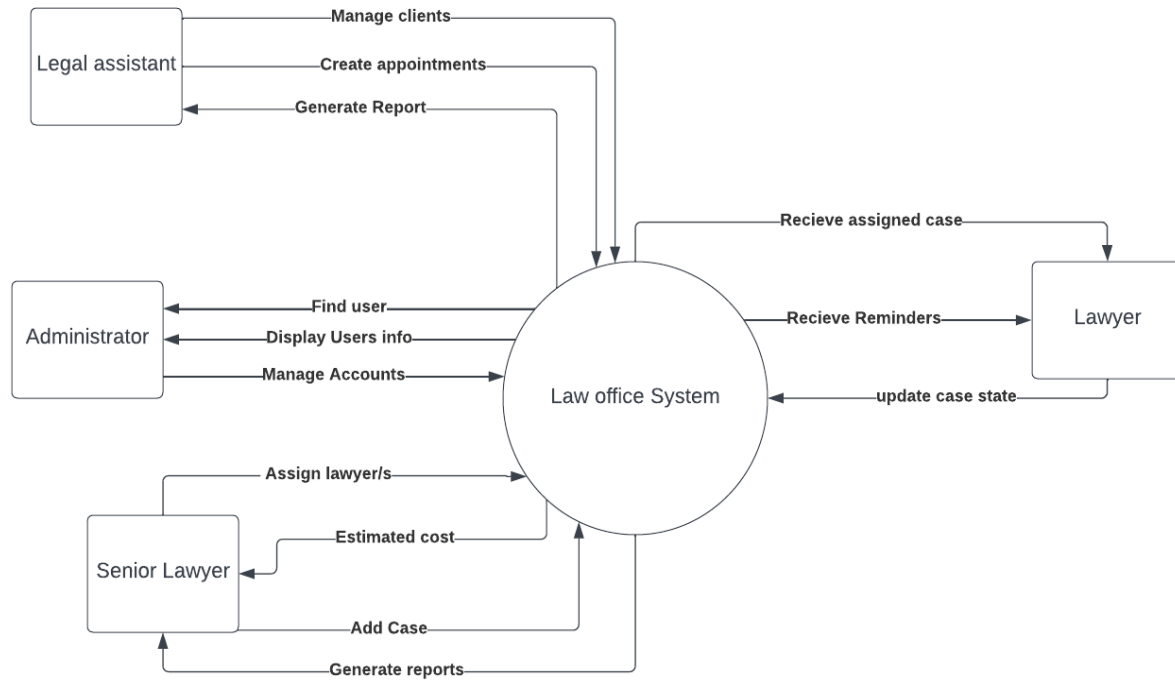 Manage clients
Legal assistant
Create appointments
Generate Report
Recieve assigned case
Find user
Recieve Reminders
Lawyer
Administrator
Display Users info
Manage Accounts
Law office System
update case state
Assign lawyer/s
Estimated cost
Senior Lawyer
Add Case
Generate reports